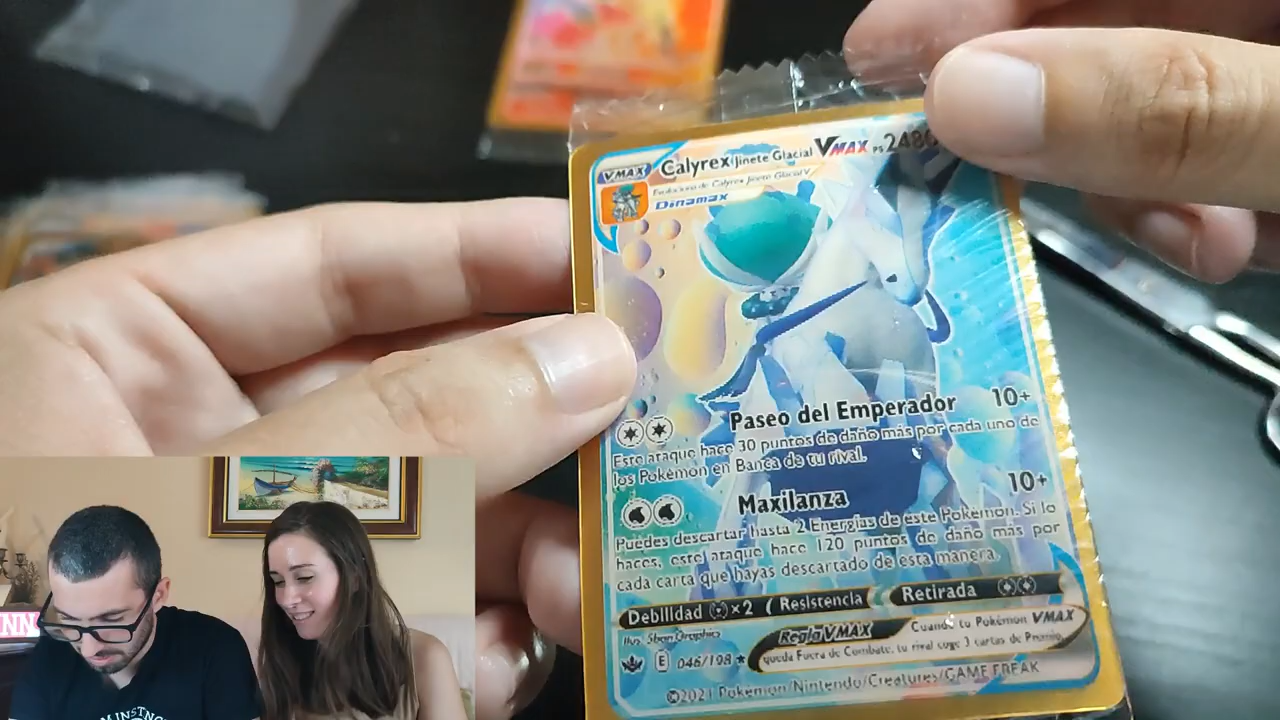 VMAX
Calyrex Jinete Glacial VMAX PS 248
Evoluciona de Calyrex Jinete Glacial V
Dinamax
Paseo del Emperador 10+
Este ataque hace 30 puntos de daño más por cada uno de
los Pokémon en Banca de tu rival.
Maxilanza 10+
Puedes descartar hasta 2 Energías de este Pokémon. Si lo
haces, este ataque hace 120 puntos de daño más por
cada carta que hayas descartado de esta manera.
Debilidad ×2 Resistencia Retirada
Ilus. 5ban Graphics
Regla VMAX Cuando tu Pokémon VMAX
queda Fuera de Combate, tu rival coge 3 cartas de Premio.
E 046/198 ★
©2021 Pokémon/Nintendo/Creatures/GAME FREAK
NN
M INSTN